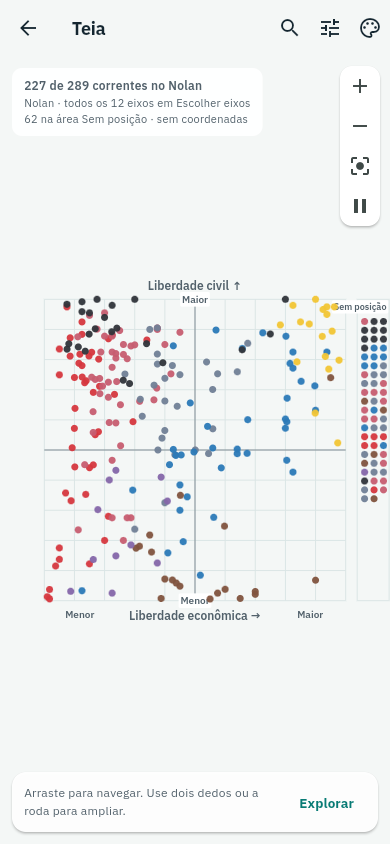 Teia
227 de 289 correntes no Nolan
Nolan · todos os 12 eixos em Escolher eixos
62 na área Sem posição · sem coordenadas
Liberdade civil ↑
Maior
Sem posição
Menor
Menor
Liberdade econômica →
Maior
Arraste para navegar. Use dois dedos ou a
roda para ampliar.
Explorar